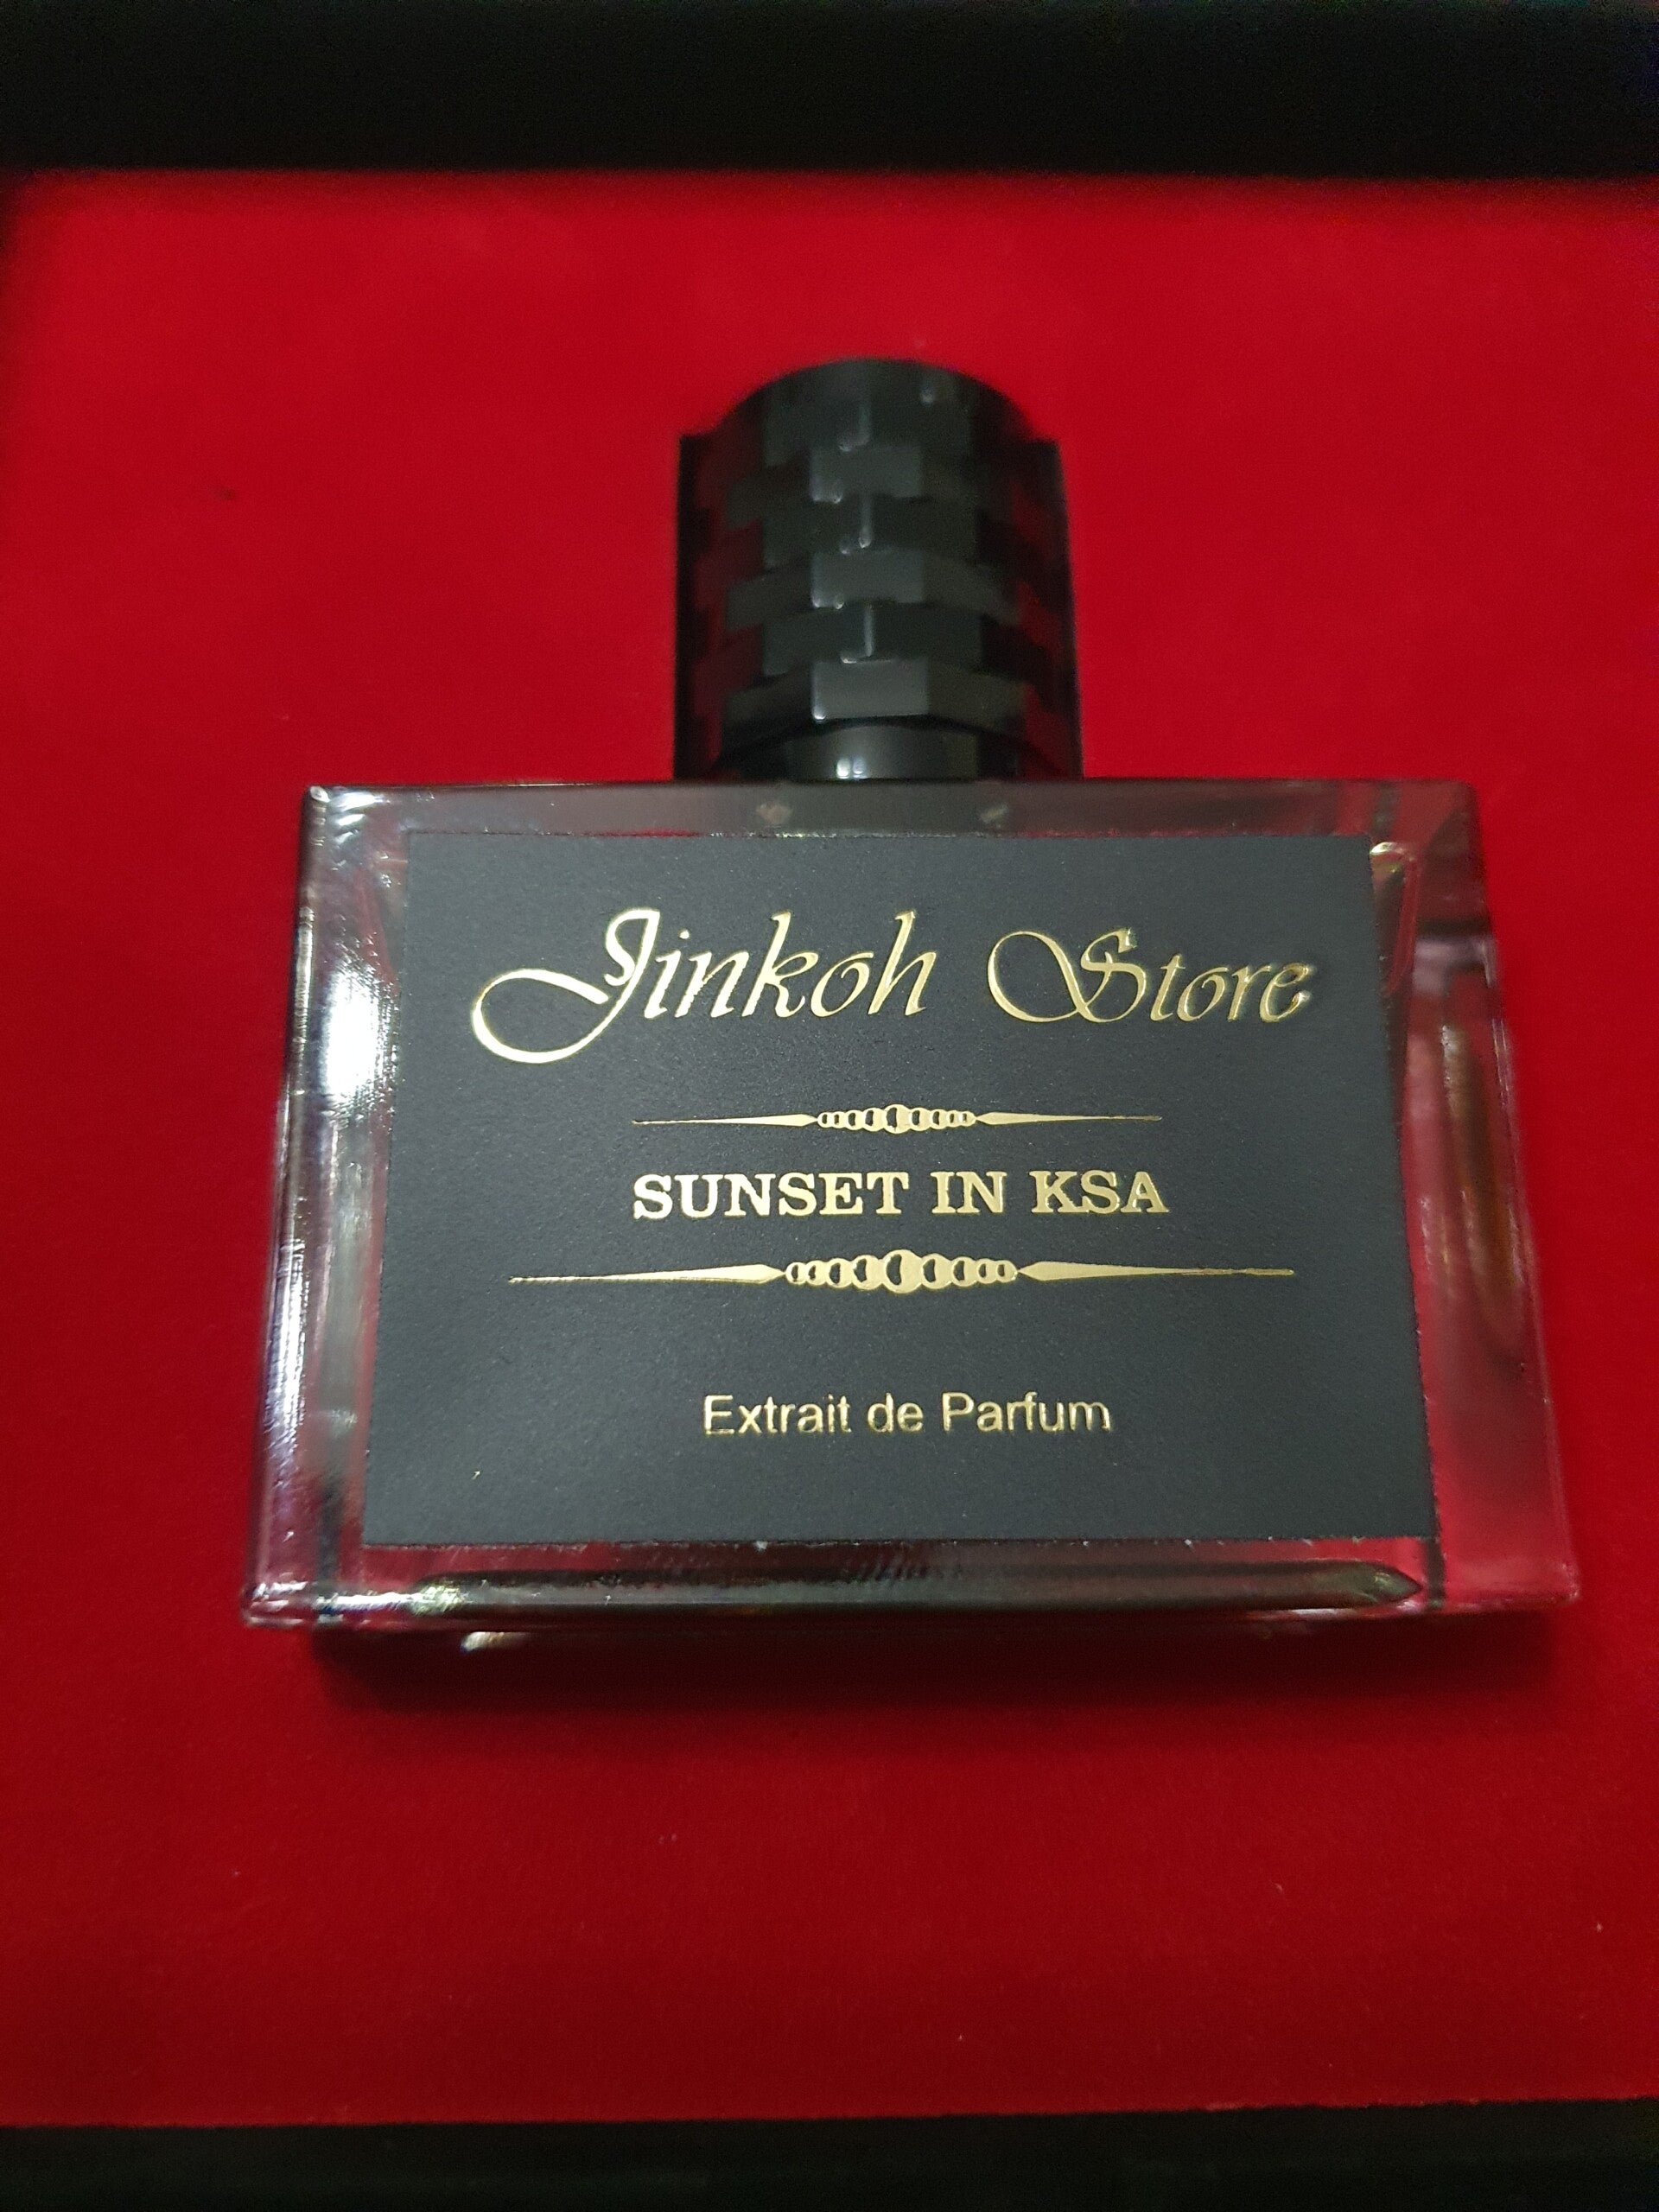 Jinkoh Store
SUNSET IN KSA
Extrait de Parfum